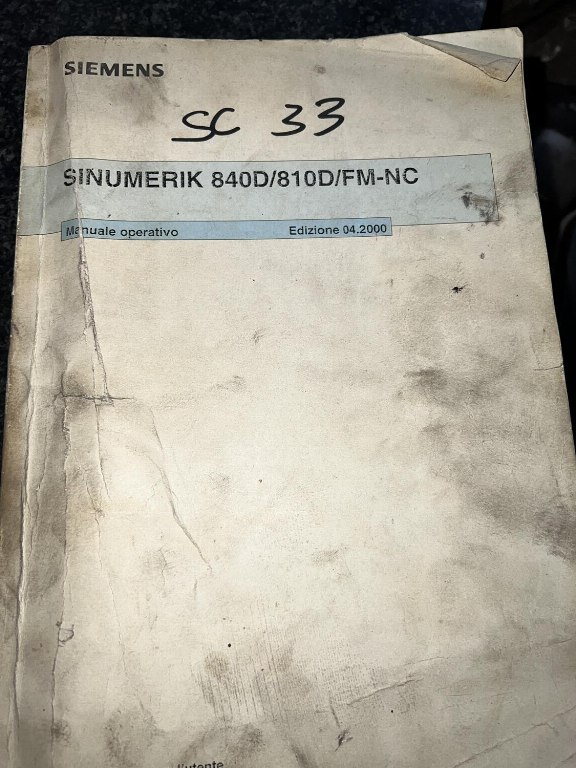 SIEMENS
SC 33
SINUMERIK 840D/810D/FM-NC
Manuale operativo Edizione 04.2000